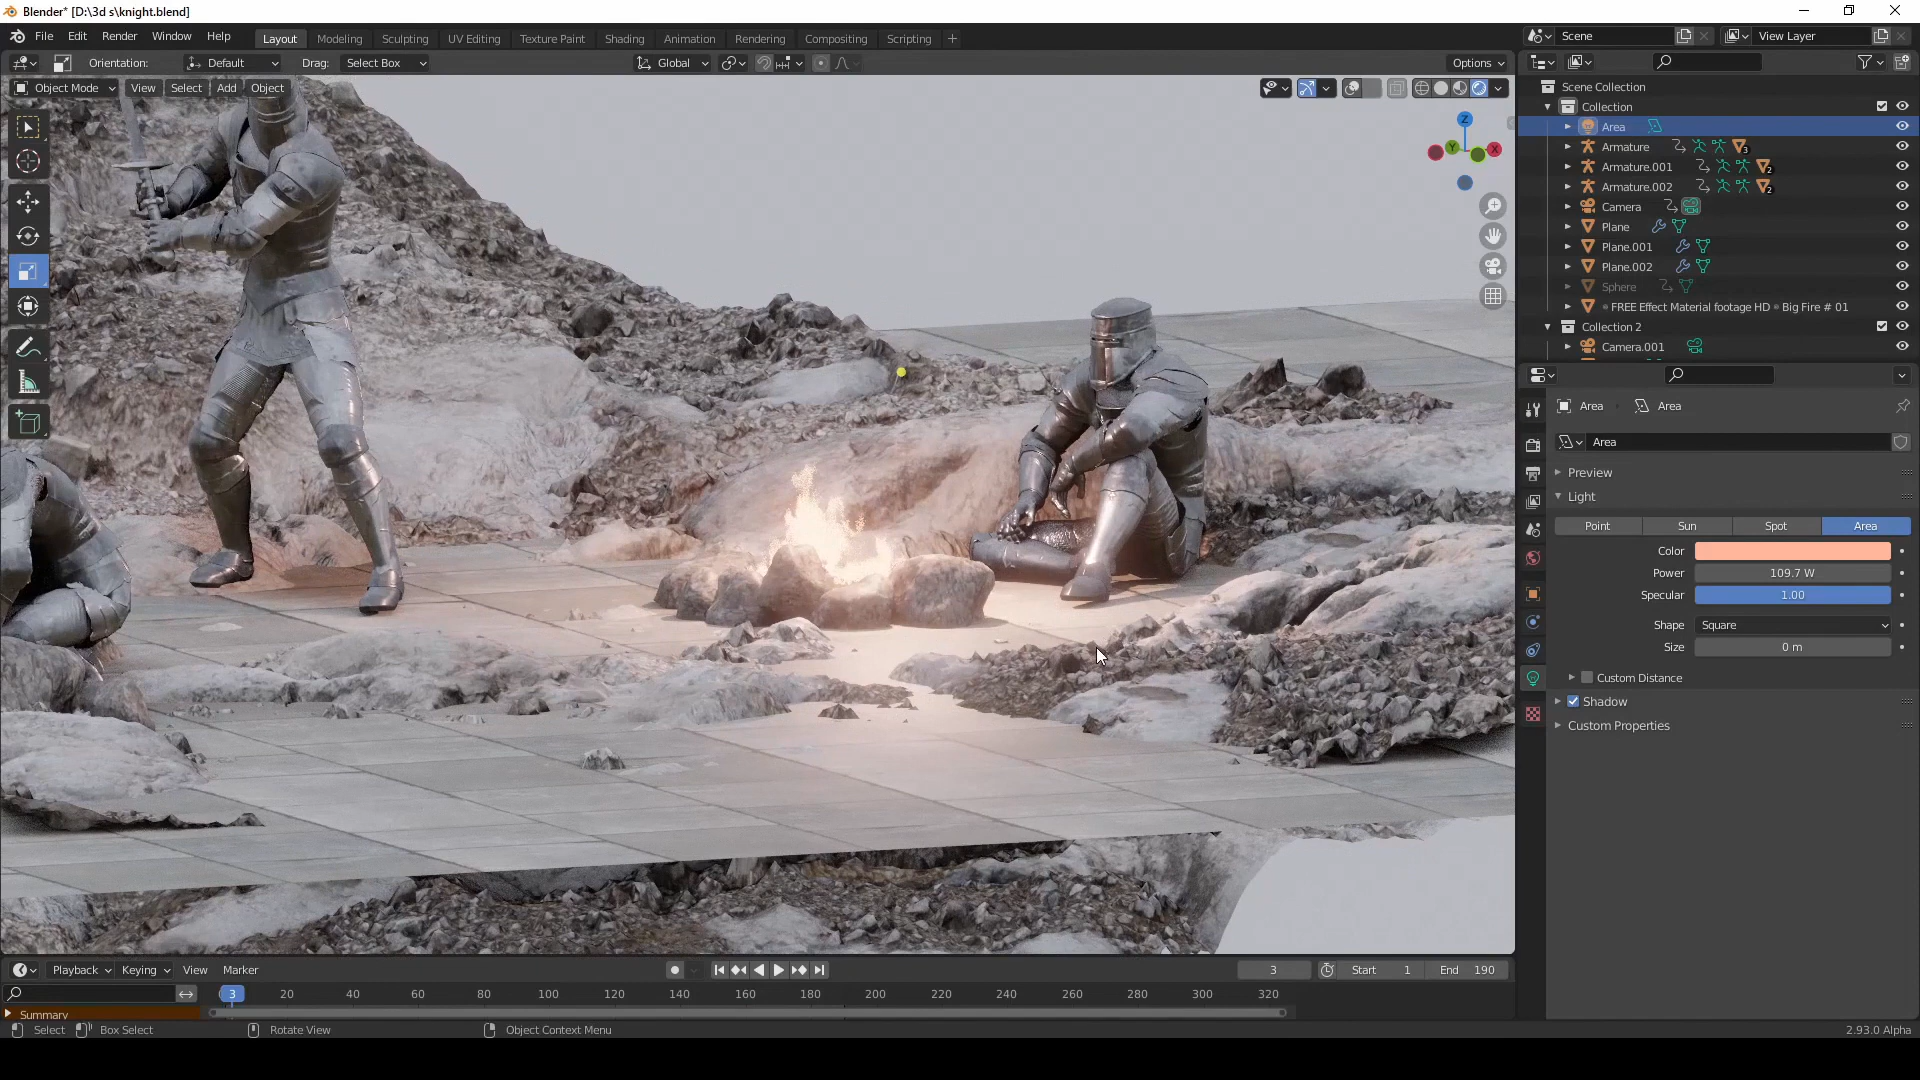 Blender* [D:\3d s\knight.blend]
File Edit Render Window Help
Layout Modeling Sculpting UV Editing Texture Paint Shading Animation Rendering Compositing Scripting +
Scene
View Layer
Orientation: Default Drag: Select Box
Global
Options
Object Mode View Select Add Object
Z
Y
X
Scene Collection
Collection
Area
Armature 3
Armature.001 2
Armature.002 2
Camera
Plane
Plane.001
Plane.002
Sphere
FREE Effect Material footage HD Big Fire # 01
Collection 2
Camera.001
Area Area
Area
Preview
Light
Point Sun Spot Area
Color
Power 109.7 W
Specular 1.00
Shape Square
Size 0 m
Custom Distance
Shadow
Custom Properties
Playback Keying View Marker
3 Start 1 End 190
3 20 40 60 80 100 120 140 160 180 200 220 240 260 280 300 320
Summary
Select Box Select Rotate View Object Context Menu 2.93.0 Alpha